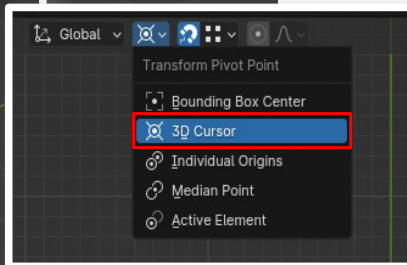 Global
Transform Pivot Point
Bounding Box Center
3D Cursor
Individual Origins
Median Point
Active Element